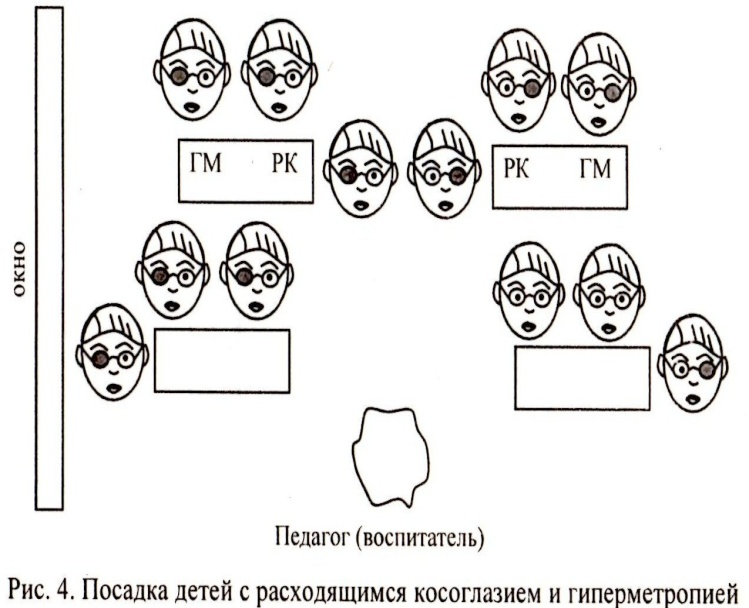 ГМ РК
РК ГМ
окно
Педагог (воспитатель)
Рис. 4. Посадка детей с расходящимся косоглазием и гиперметропией